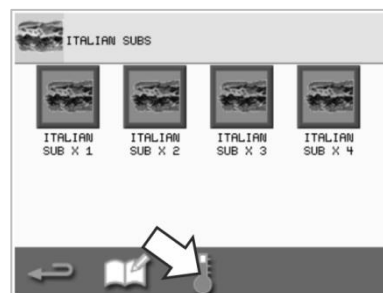 ITALIAN SUBS
ITALIAN
SUB X 1
ITALIAN
SUB X 2
ITALIAN
SUB X 3
ITALIAN
SUB X 4